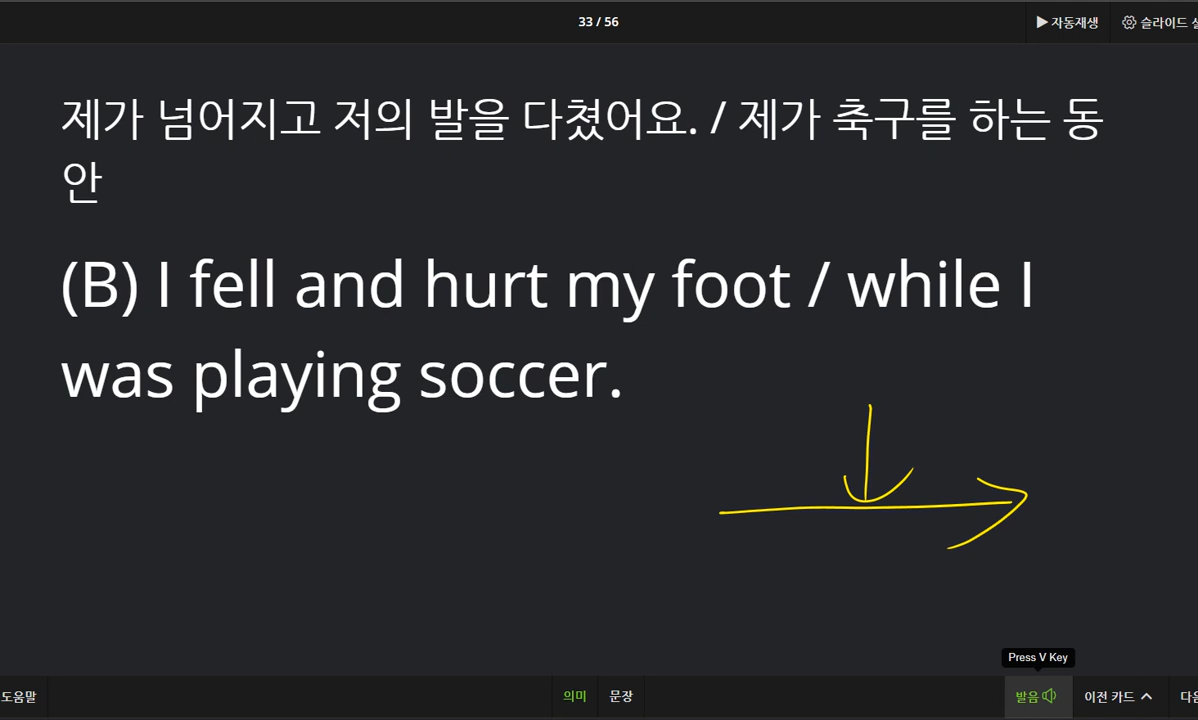 33 / 56
▶ 자동재생
슬라이드
제가 넘어지고 저의 발을 다쳤어요. / 제가 축구를 하는 동
안
(B) I fell and hurt my foot / while I
was playing soccer.
Press V Key
도움말
의미
문장
발음
이전 카드